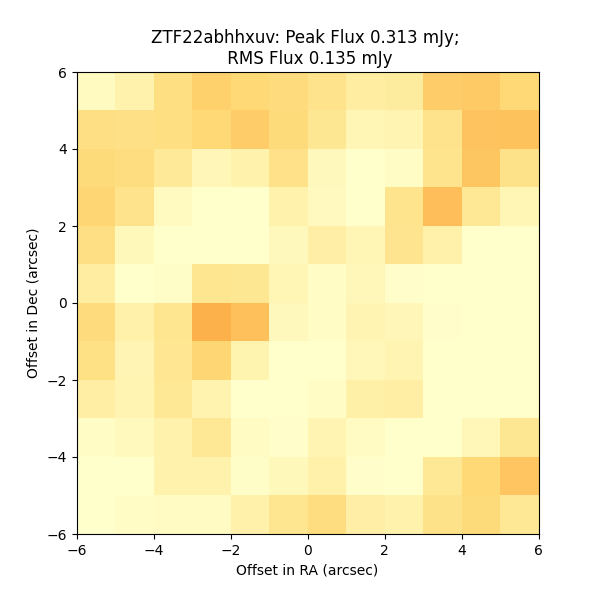 ZTF22abhhxuv: Peak Flux 0.313 mJy;
RMS Flux 0.135 mJy
6
4
2
0
−2
−4
−6
Offset in Dec (arcsec)
−6 −4 −2 0 2 4 6
Offset in RA (arcsec)